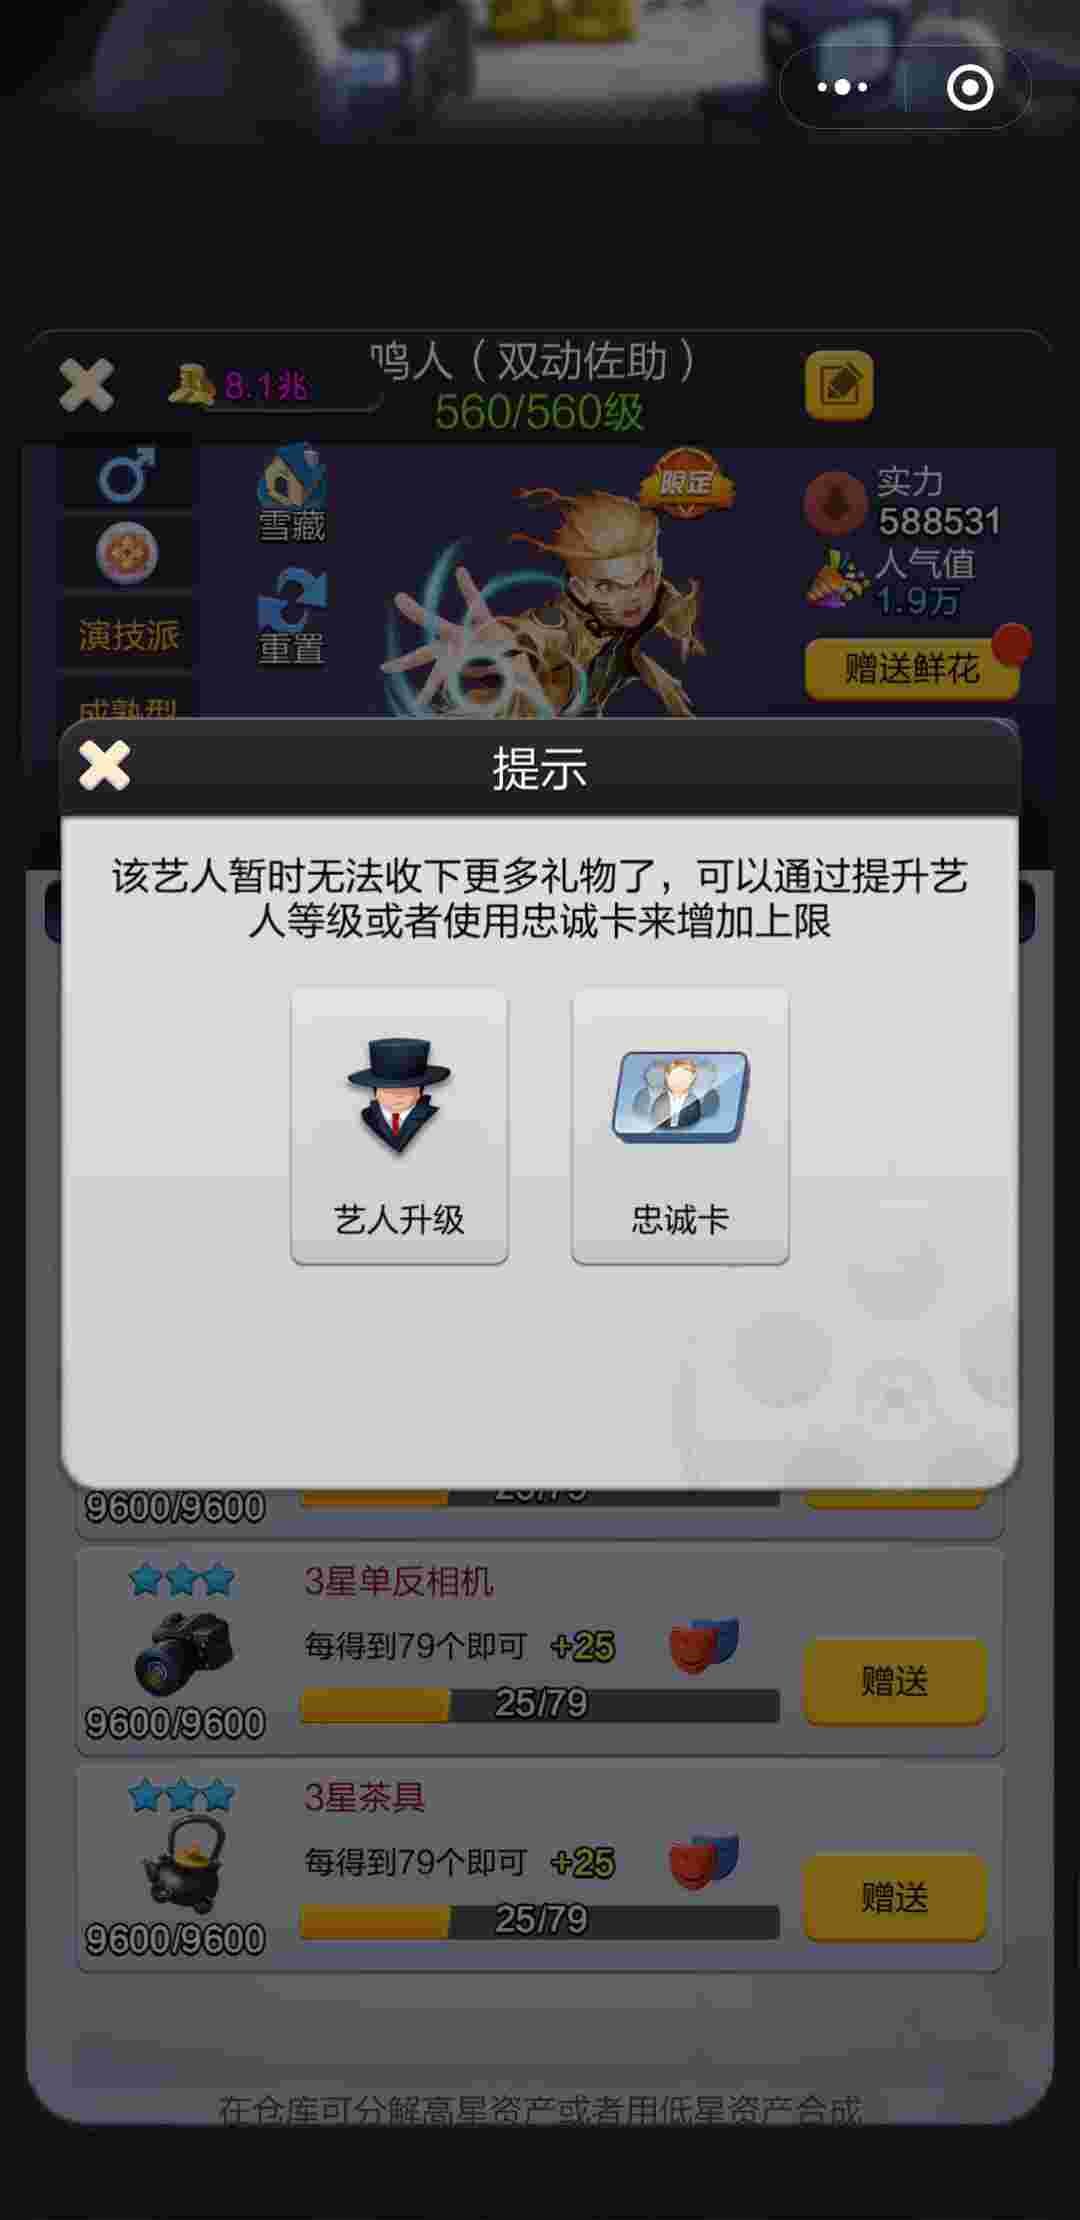 鸣人（双动佐助）
8.1兆
560/560级
限定
实力
588531
雪藏
人气值
1.9万
演技派
重置
赠送鲜花
成熟型
提示
该艺人暂时无法收下更多礼物了，可以通过提升艺
人等级或者使用忠诚卡来增加上限
艺人升级
忠诚卡
9600/9600
25/79
3星单反相机
每得到79个即可 +25
赠送
25/79
9600/9600
3星茶具
每得到79个即可 +25
赠送
25/79
9600/9600
在仓库可分解高星资产或者用低星资产合成